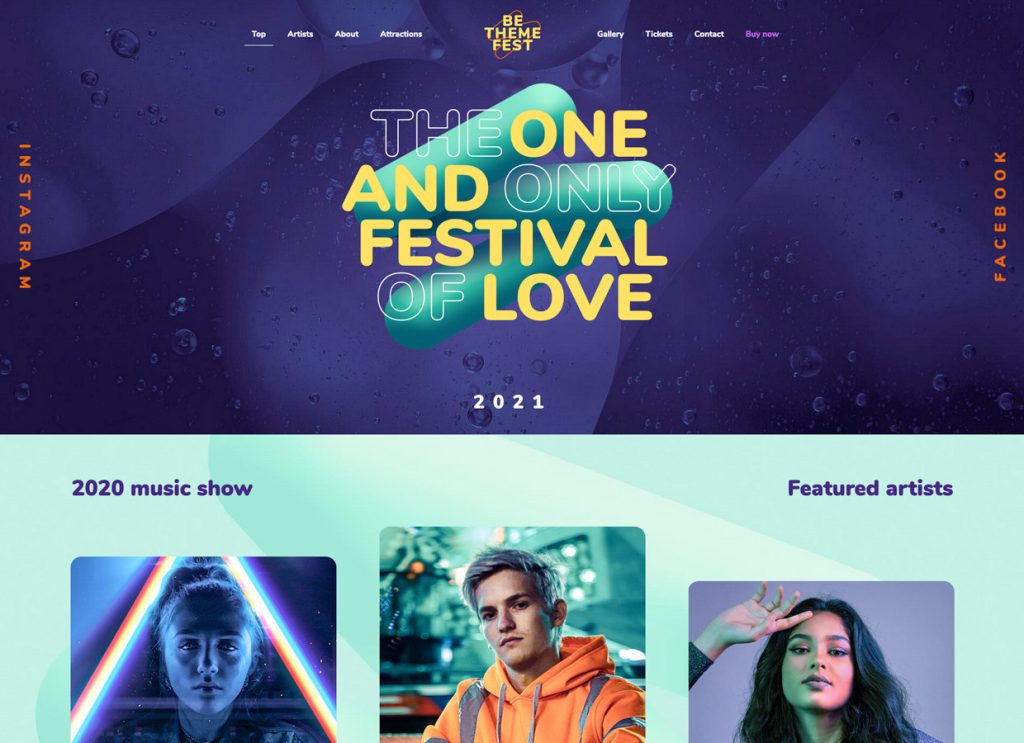 Top Artists About Attractions
BE
THEME
FEST
Gallery Tickets Contact Buy now
INSTAGRAM
THE ONE
AND ONLY
FESTIVAL
OF LOVE
FACEBOOK
2021
2020 music show
Featured artists